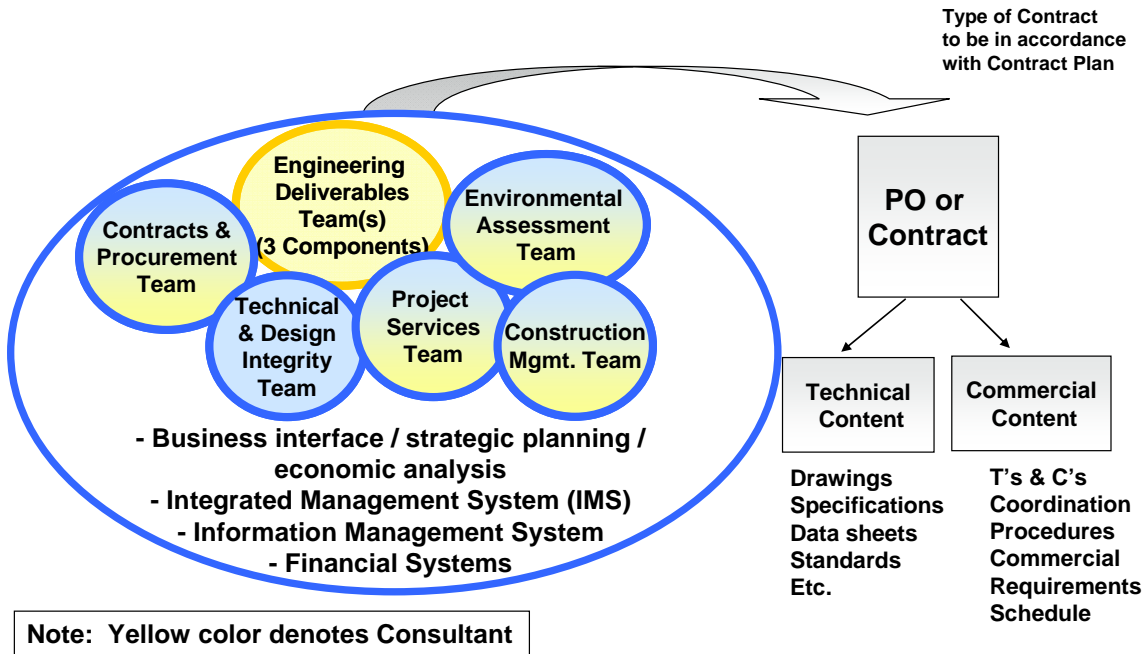 Type of Contract
to be in accordance
with Contract Plan
Engineering
Deliverables
Team(s)
(3 Components)
Contracts &
Procurement
Team
Environmental
Assessment
Team
Technical
& Design
Integrity
Team
Project
Services
Team
Construction
Mgmt. Team
- Business interface / strategic planning /
economic analysis
- Integrated Management System (IMS)
- Information Management System
- Financial Systems
PO or
Contract
Technical
Content
Commercial
Content
Drawings
Specifications
Data sheets
Standards
Etc.
T’s & C’s
Coordination
Procedures
Commercial
Requirements
Schedule
Note: Yellow color denotes Consultant